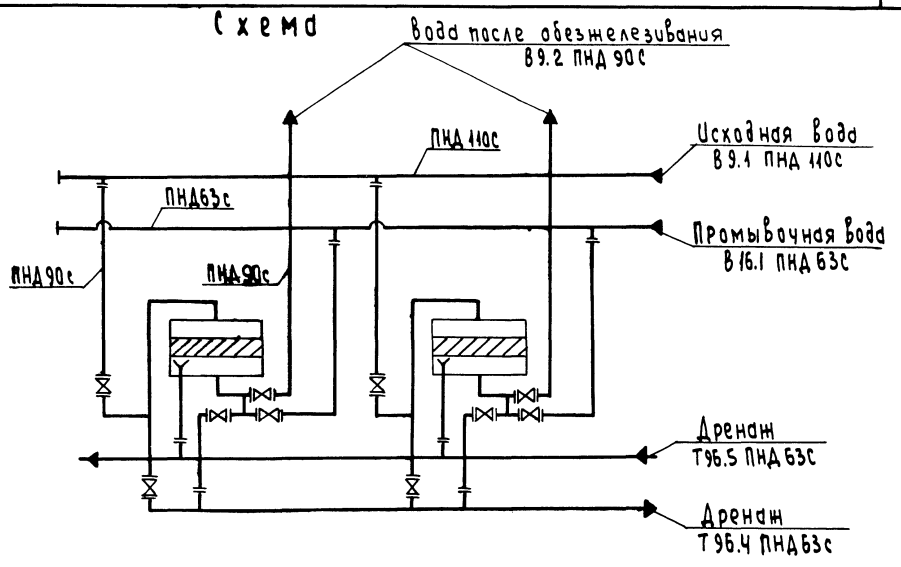 Схема
Вода после обезжелезивания
В9.2 ПНД 90С
ПНД 110С
Исходная вода
В9.1 ПНД 110С
ПНД63с
Промывочная вода
В16.1 ПНД 63С
ПНД90с
ПНД90с
Дренаж
Т96.5 ПНД 63С
Дренаж
Т96.4 ПНД63с